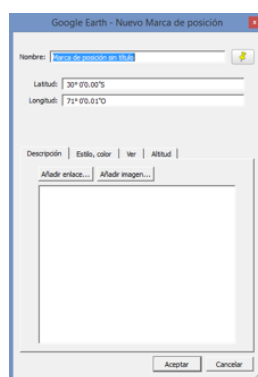 Google Earth - Nuevo Marca de posición
Nombre: Marca de posición sin título
Latitud: 30° 0'0.00"S
Longitud: 71° 0'0.01"O
Descripción Estilo, color Ver Altitud
Añadir enlace... Añadir imagen...
Aceptar Cancelar